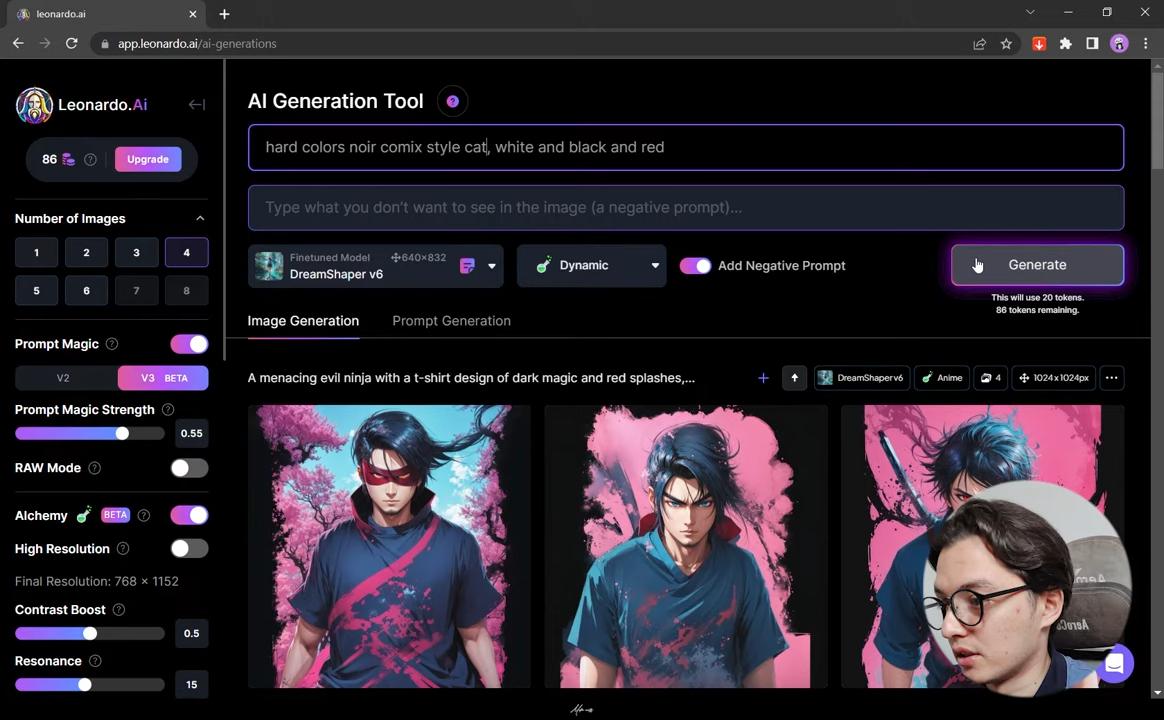 leonardo.ai
app.leonardo.ai/ai-generations
Leonardo.Ai
86
Upgrade
Number of Images
1 2 3 4
5 6 7 8
Prompt Magic
V2 V3 BETA
Prompt Magic Strength
0.55
RAW Mode
Alchemy BETA
High Resolution
Final Resolution: 768 × 1152
Contrast Boost
0.5
Resonance
15
AI Generation Tool
hard colors noir comix style cat, white and black and red
Type what you don't want to see in the image (a negative prompt)...
Finetuned Model 640×832
DreamShaper v6
Dynamic
Add Negative Prompt
Generate
This will use 20 tokens.
86 tokens remaining.
Image Generation Prompt Generation
A menacing evil ninja with a t-shirt design of dark magic and red splashes,...
DreamShaper v6 Anime 4 1024x1024px